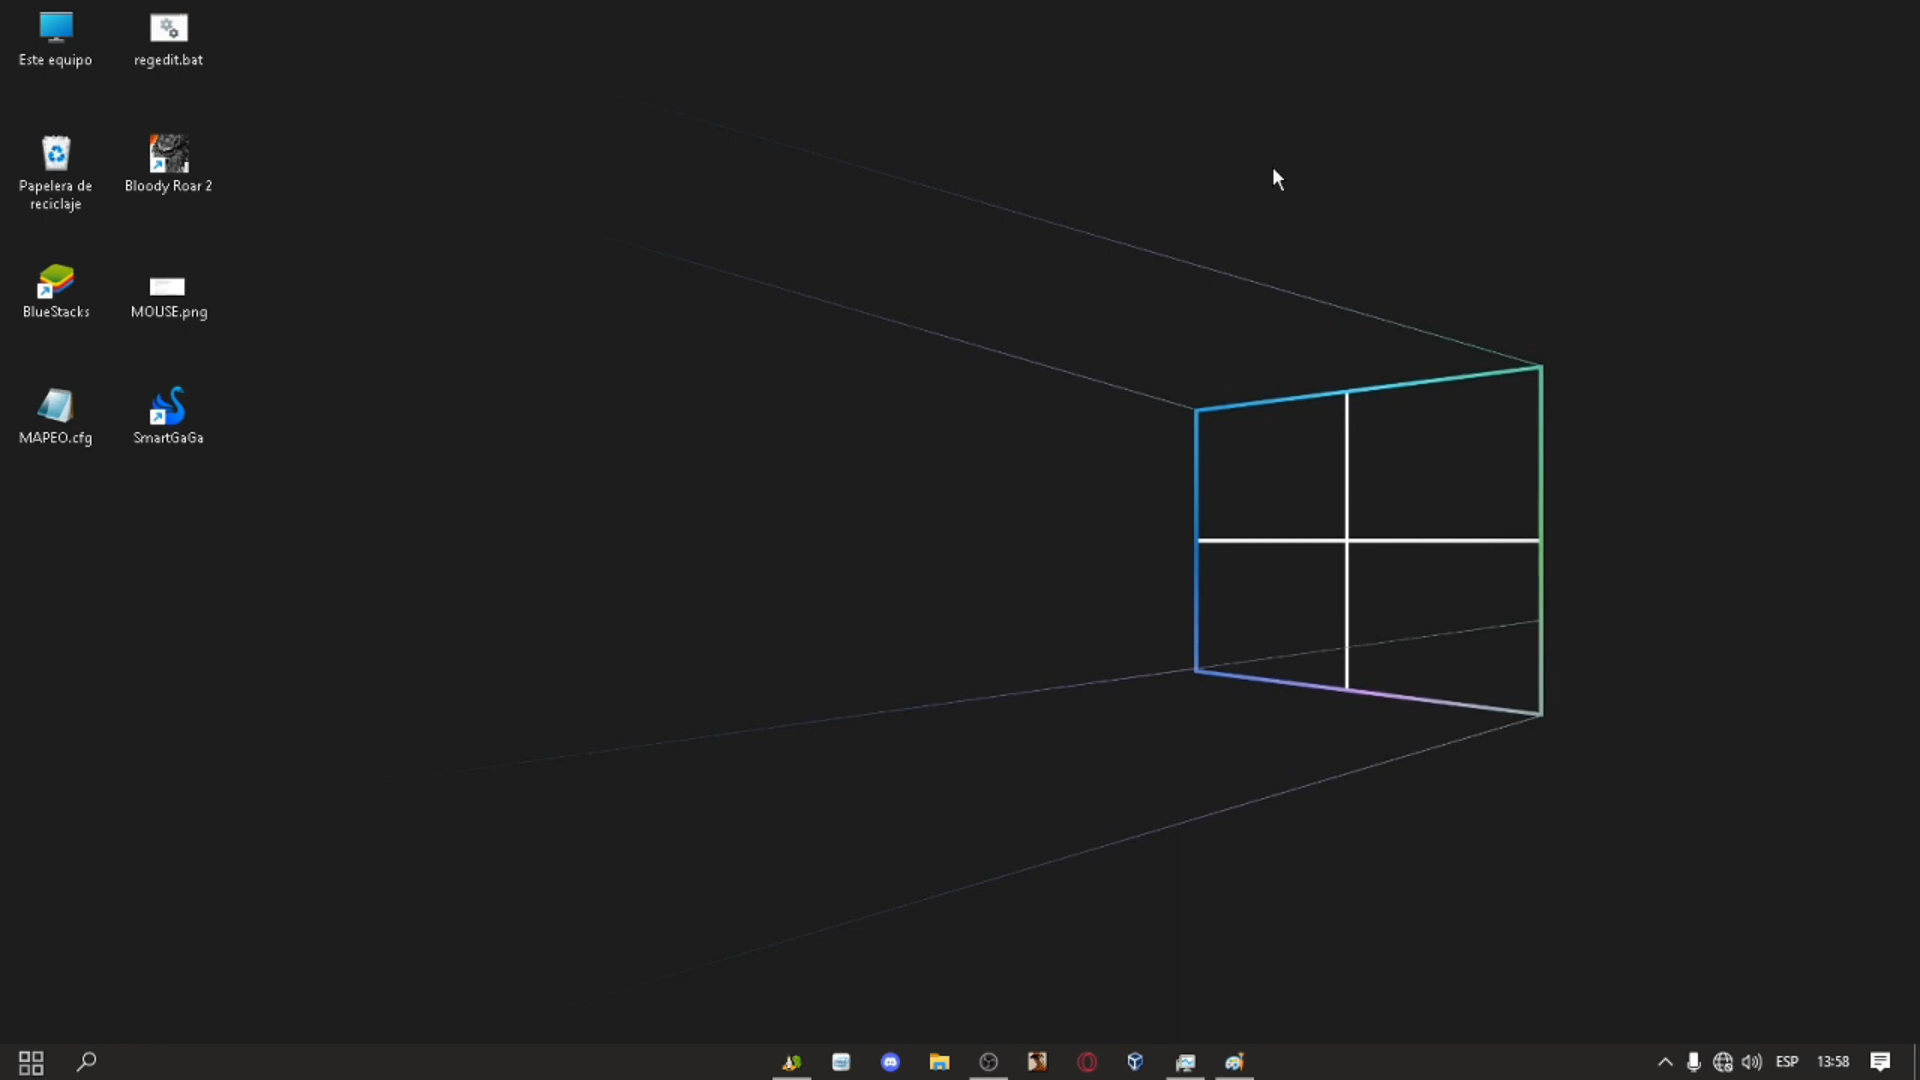 Este equipo
regedit.bat
Papelera de
reciclaje
Bloody Roar 2
BlueStacks
MOUSE.png
MAPEO.cfg
SmartGaGa
ESP
13:58